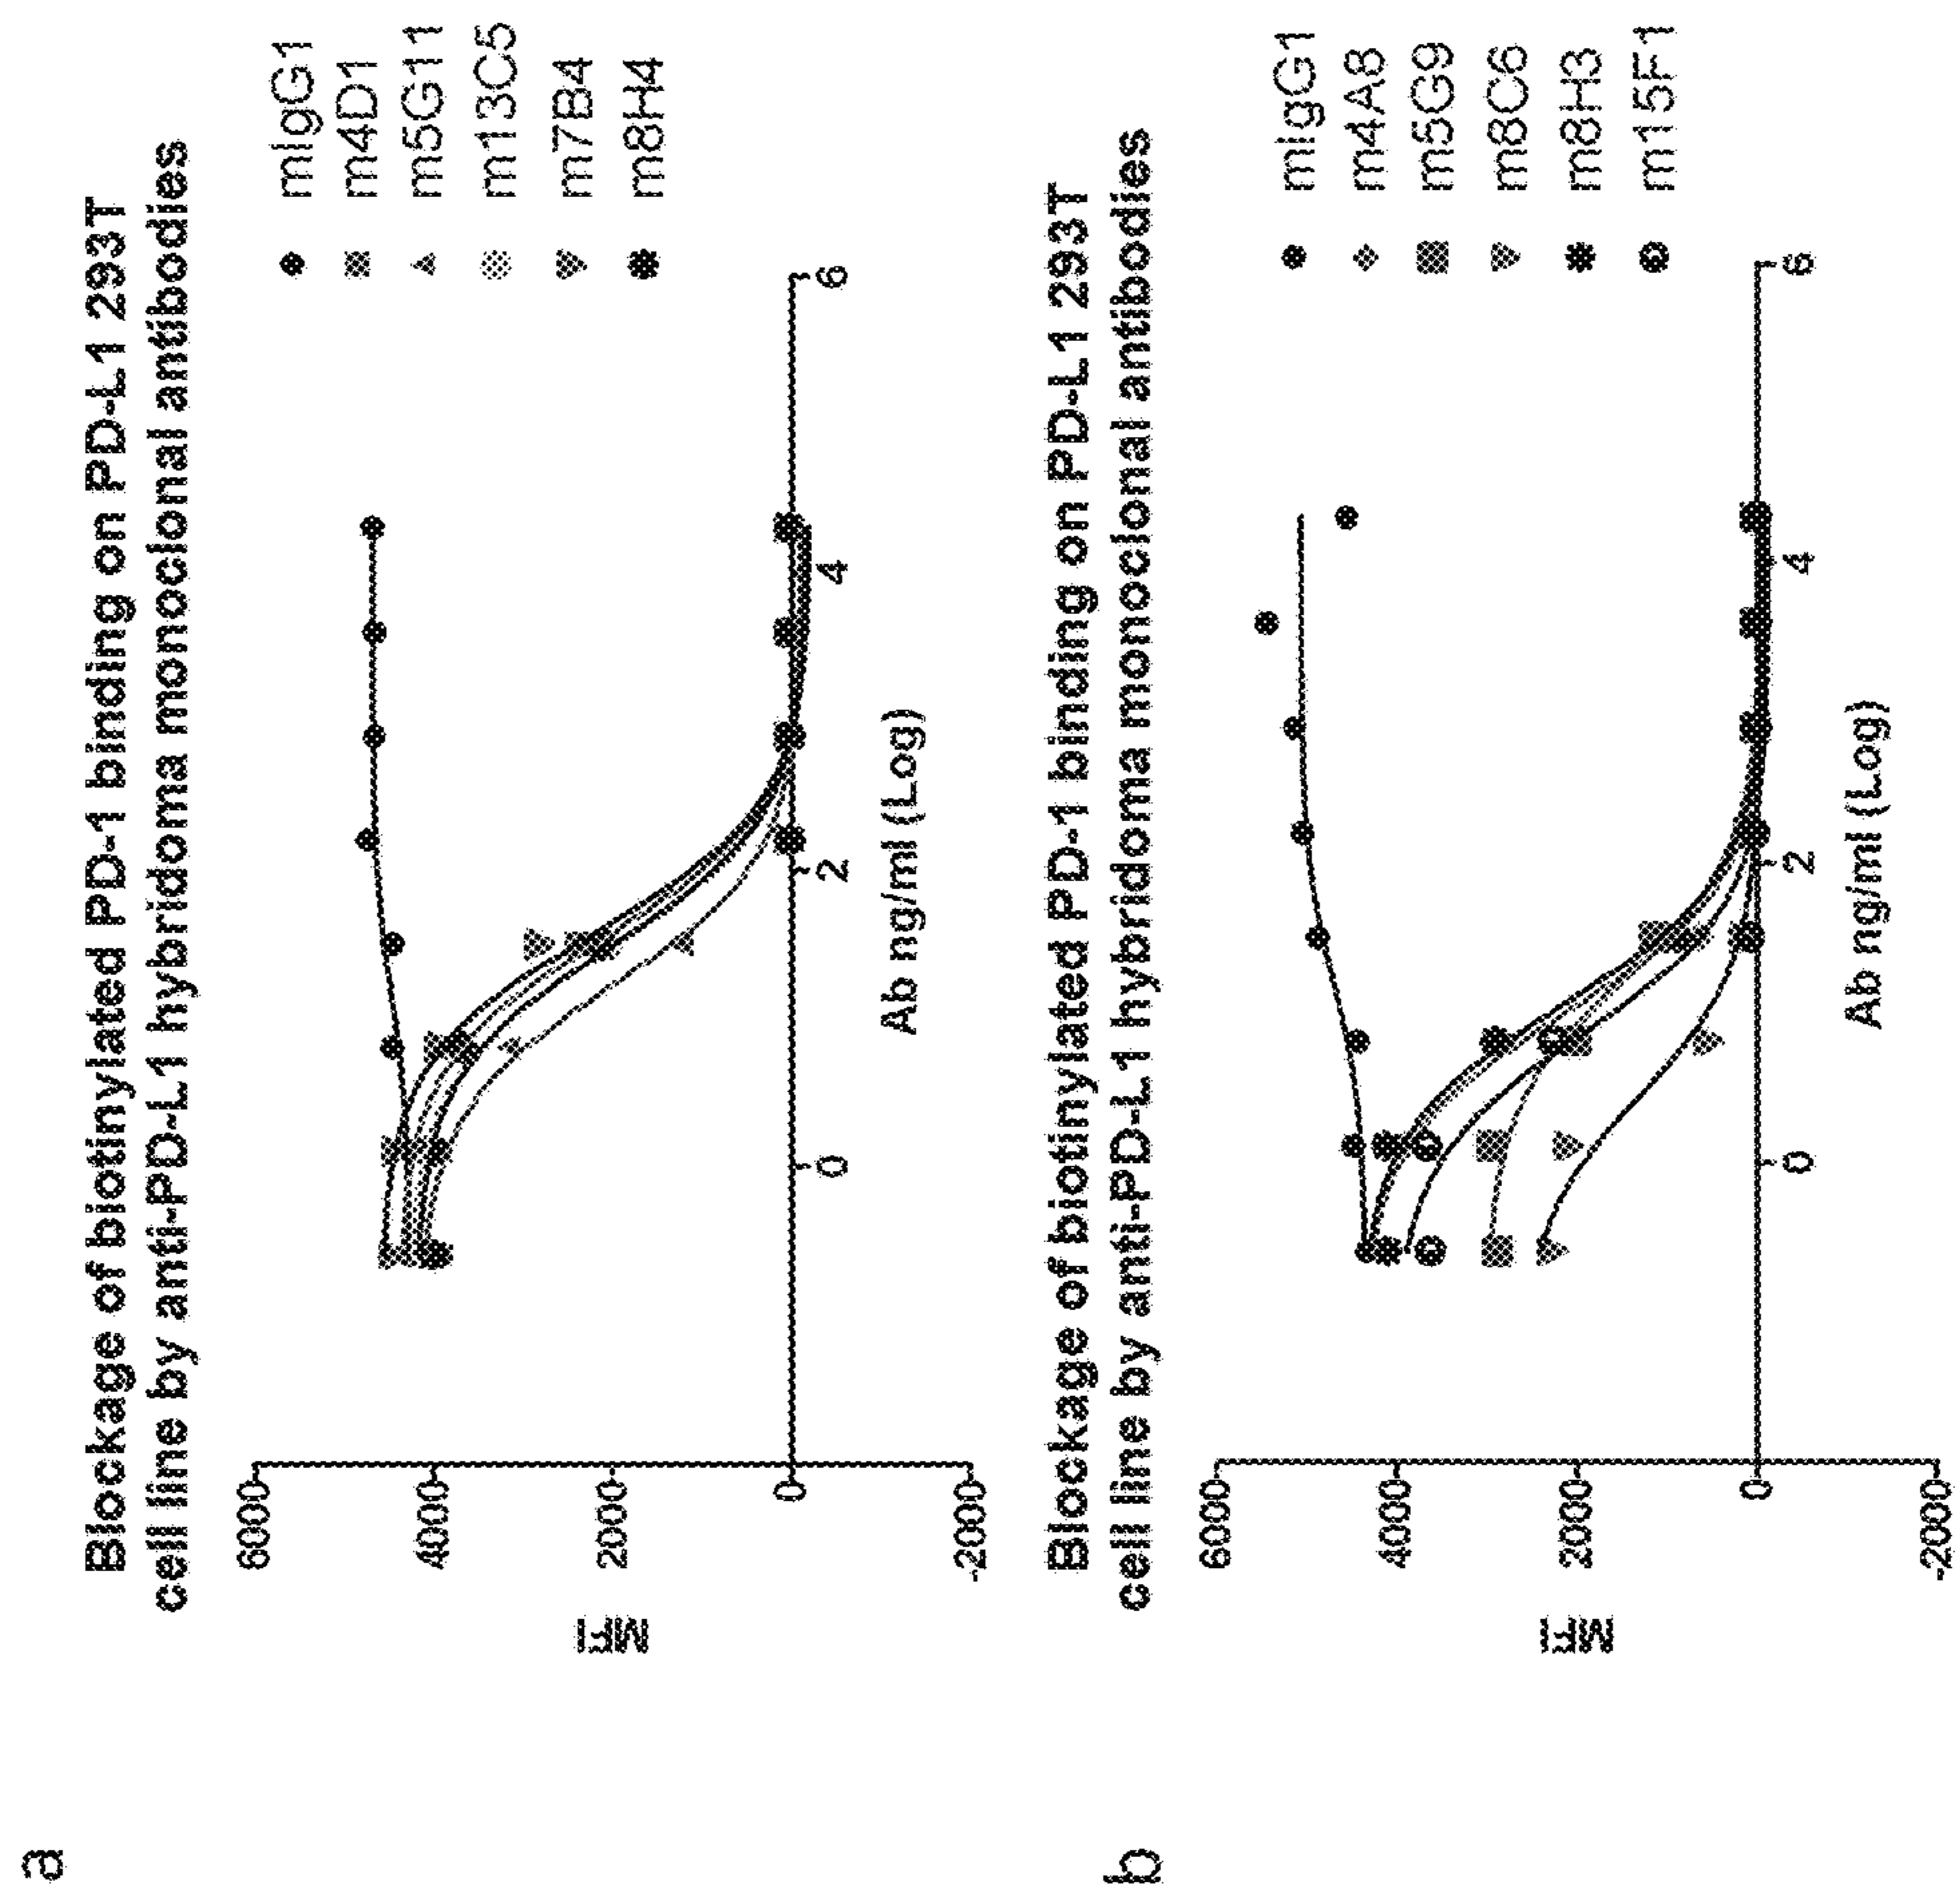 a
Blockage of biotinylated PD-1 binding on PD-L1 293T
cell line by anti-PD-L1 hybridoma monoclonal antibodies
6000
4000
2000
0
-2000
MFI
0
2
4
6
Ab ng/ml (Log)
mIgG1
m4D1
m5G11
m13C5
m7B4
m8H4
b
Blockage of biotinylated PD-1 binding on PD-L1 293T
cell line by anti-PD-L1 hybridoma monoclonal antibodies
6000
4000
2000
0
-2000
MFI
0
2
4
6
Ab ng/ml (Log)
mIgG1
m4A8
m5G9
m8C6
m8H3
m15F1